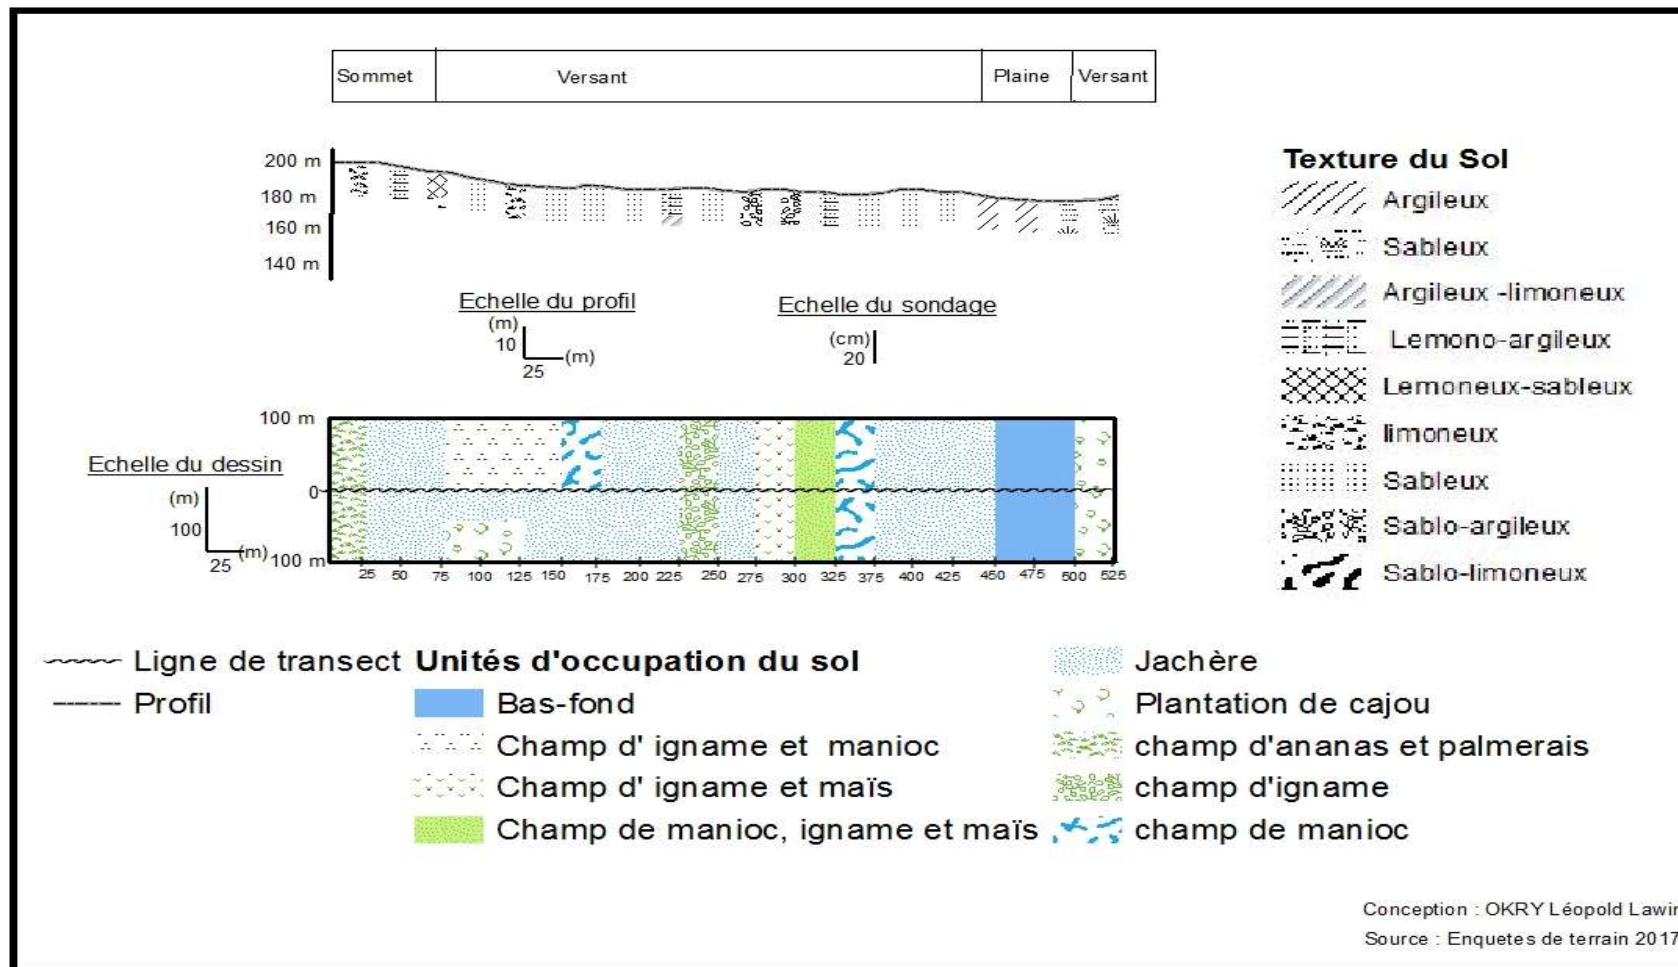 Sommet Versant Plaine Versant
200 m
180 m
160 m
140 m
Echelle du profil
(m)
10
(m)
25
Echelle du sondage
(cm)
20
Texture du Sol
Argileux
Sableux
Argileux -limoneux
Lemono-argileux
Lemoneux-sableux
limoneux
Sableux
Sablo-argileux
Sablo-limoneux
Echelle du dessin
(m)
100
(m)
25
100 m
0
100 m
25 50 75 100 125 150 175 200 225 250 275 300 325 375 400 425 450 475 500 525
Ligne de transect
Profil
Unités d'occupation du sol
Bas-fond
Champ d' igname et manioc
Champ d' igname et maïs
Champ de manioc, igname et maïs
Jachère
Plantation de cajou
champ d'ananas et palmerais
champ d'igname
champ de manioc
Conception : OKRY Léopold Lawin
Source : Enquetes de terrain 2017